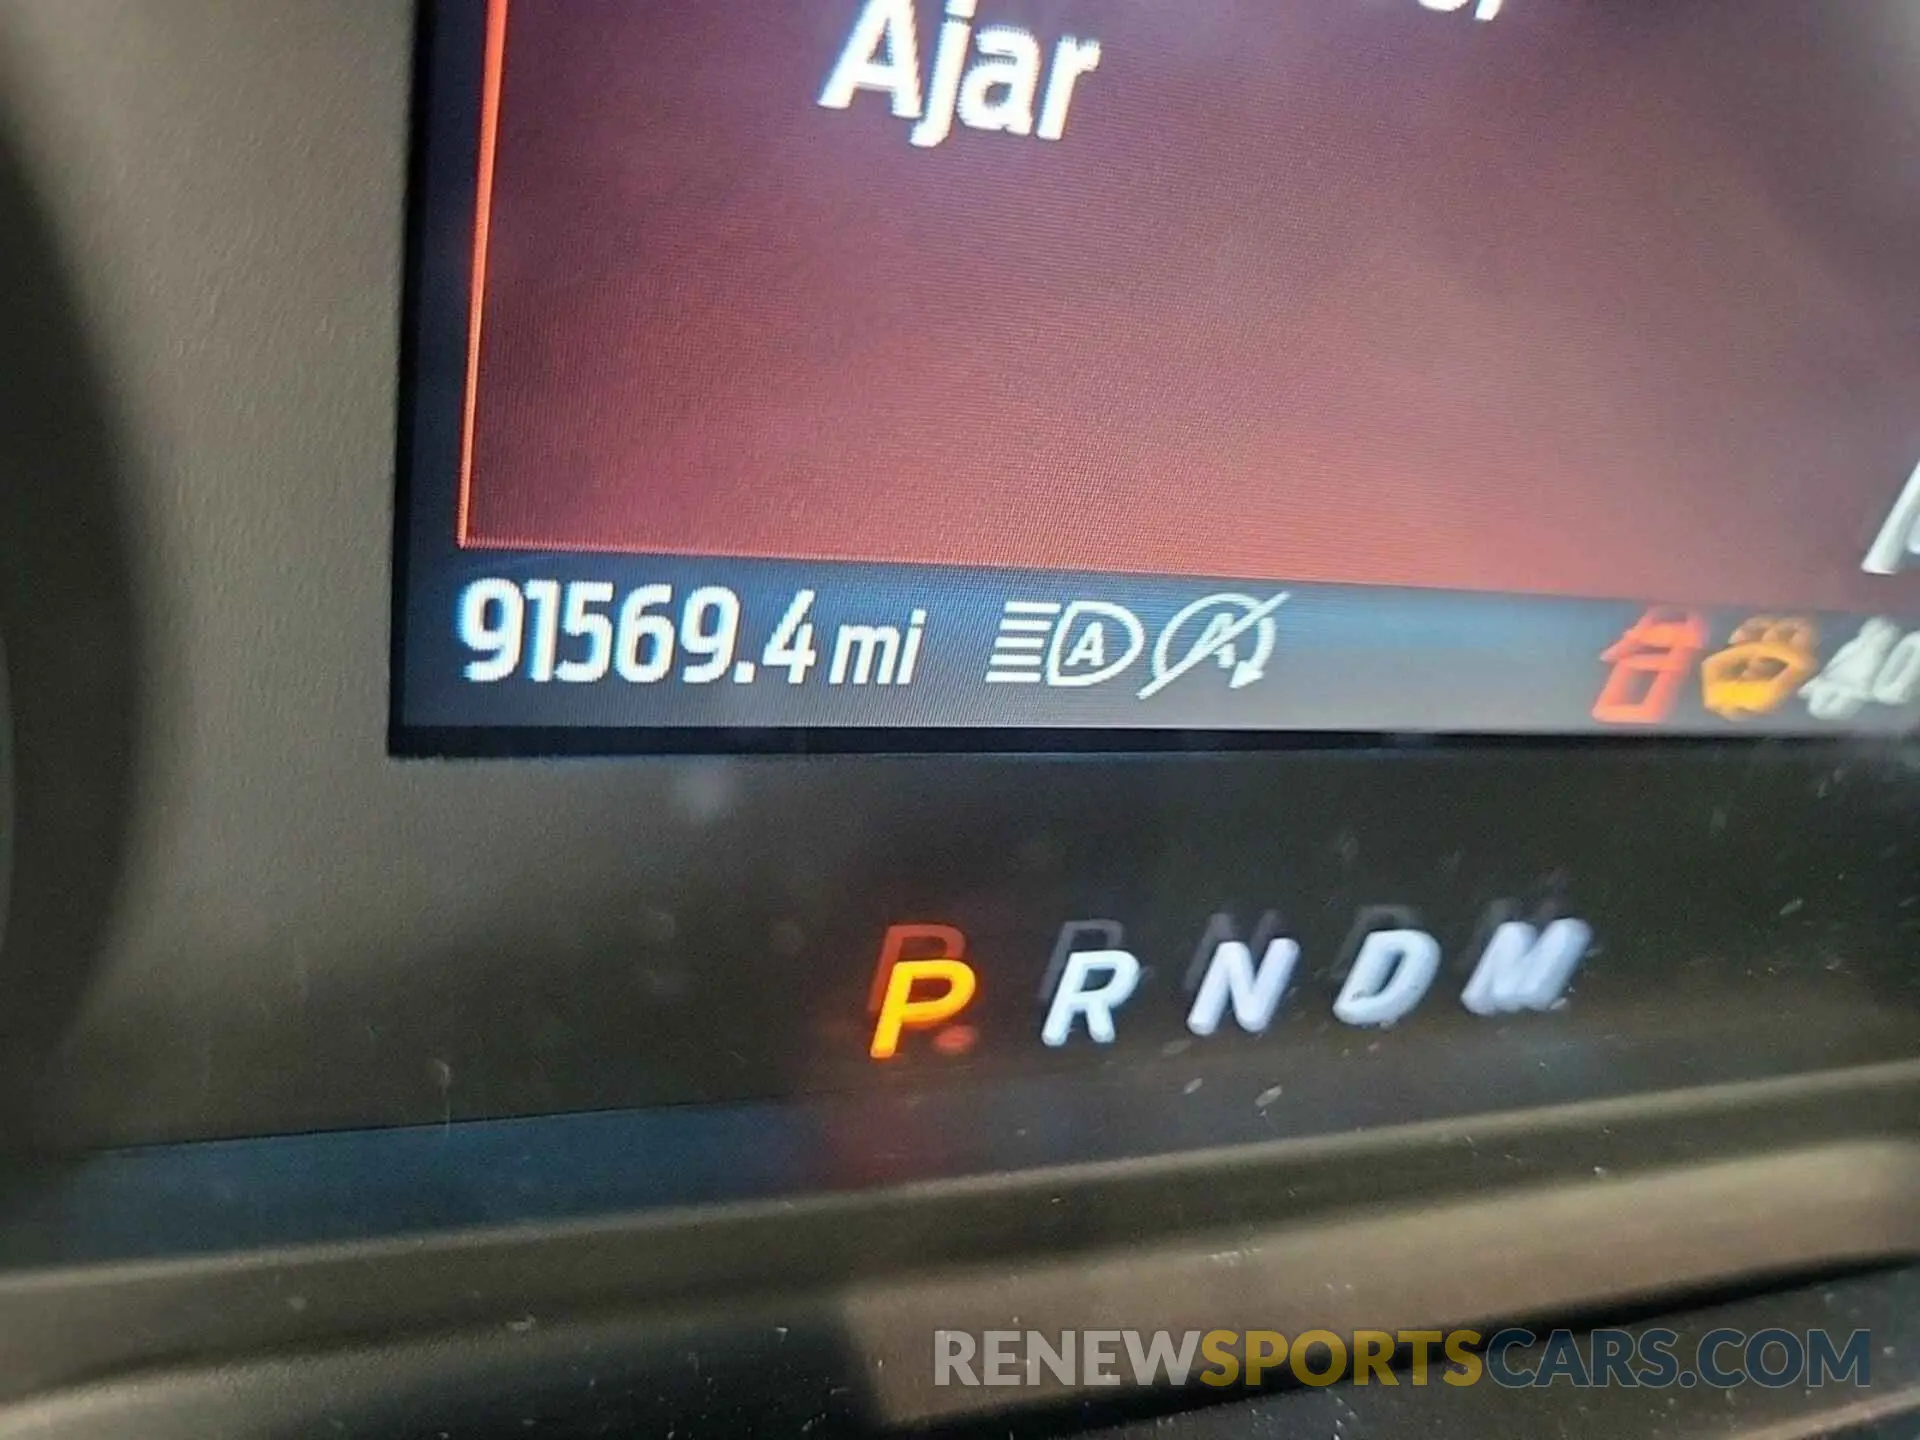 Ajar
91569.4 mi
P R N D M
RENEWSPORTSCARS.COM